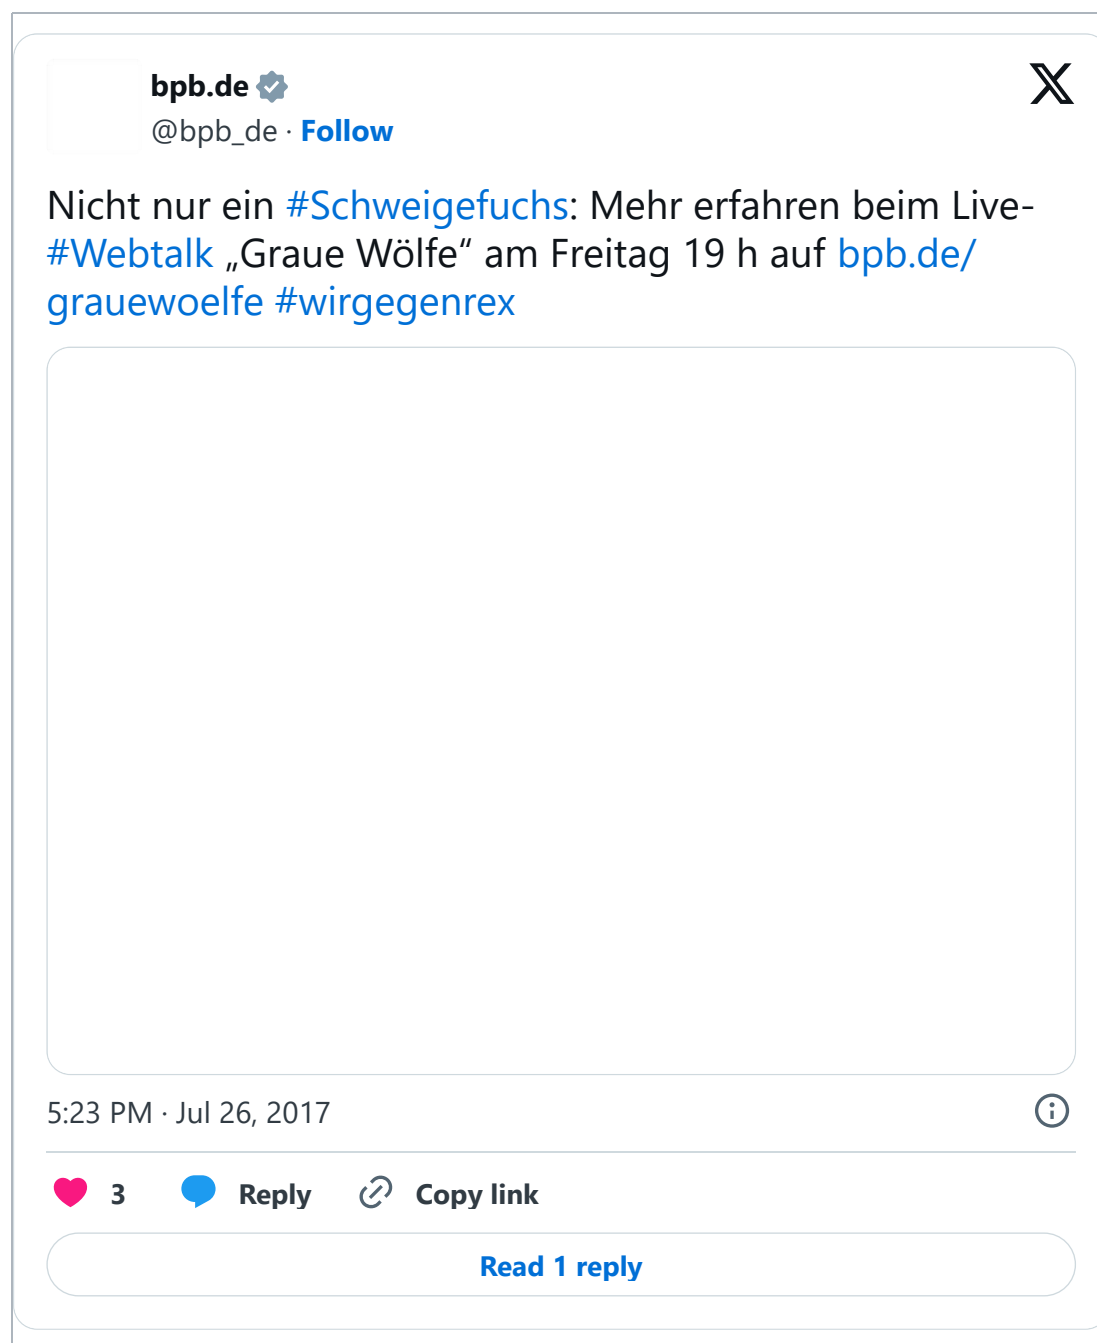 bpb.de
@bpb_de · Follow
Nicht nur ein #Schweigefuchs: Mehr erfahren beim Live-
#Webtalk „Graue Wölfe“ am Freitag 19 h auf bpb.de/
grauewoelfe #wirgegenrex
5:23 PM · Jul 26, 2017
3 Reply Copy link
Read 1 reply